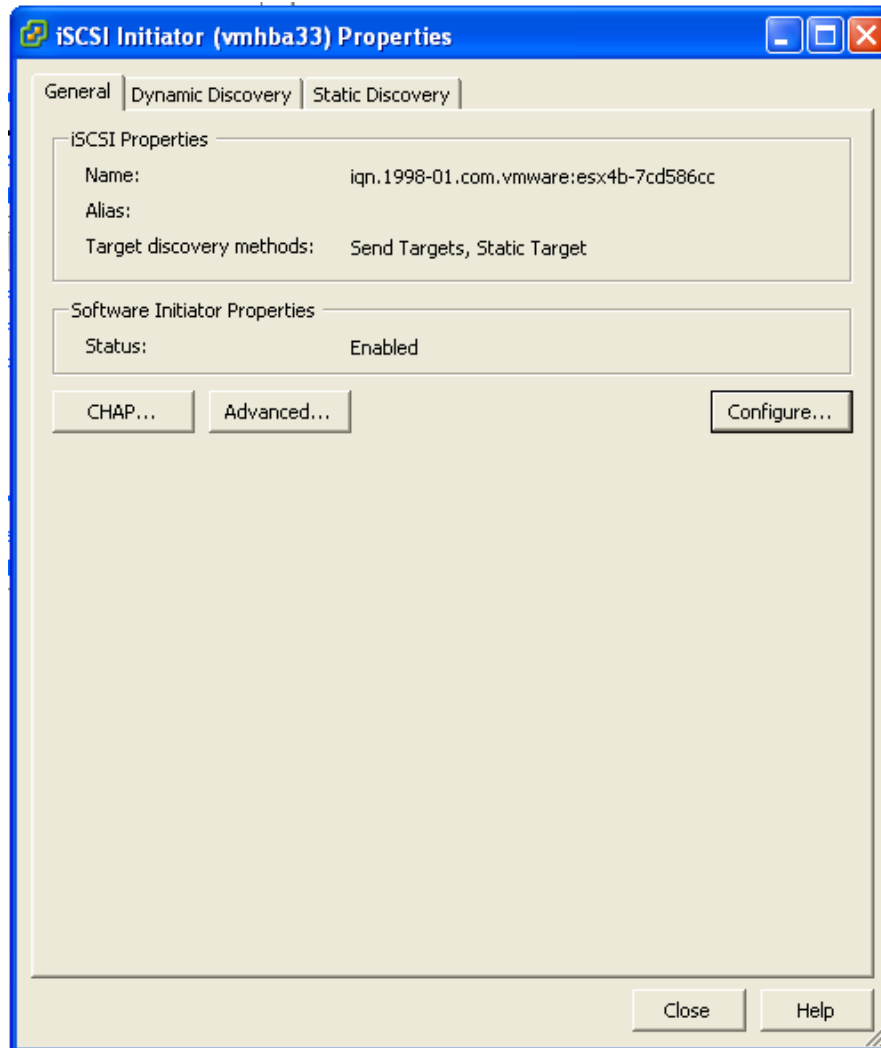 iSCSI Initiator (vmhba33) Properties
General Dynamic Discovery Static Discovery
iSCSI Properties
Name: iqn.1998-01.com.vmware:esx4b-7cd586cc
Alias:
Target discovery methods: Send Targets, Static Target
Software Initiator Properties
Status: Enabled
CHAP... Advanced... Configure...
Close Help